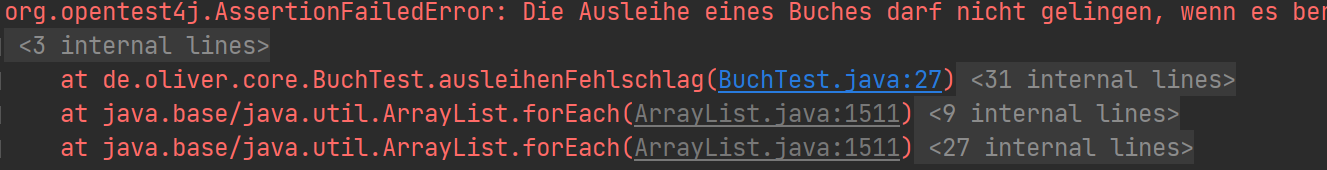 org.opentest4j.AssertionFailedError: Die Ausleihe eines Buches darf nicht gelingen, wenn es
<3 internal lines>
at de.oliver.core.BuchTest.ausleihenFehlschlag(BuchTest.java:27) <31 internal lines>
at java.base/java.util.ArrayList.forEach(ArrayList.java:1511) <9 internal lines>
at java.base/java.util.ArrayList.forEach(ArrayList.java:1511) <27 internal lines>